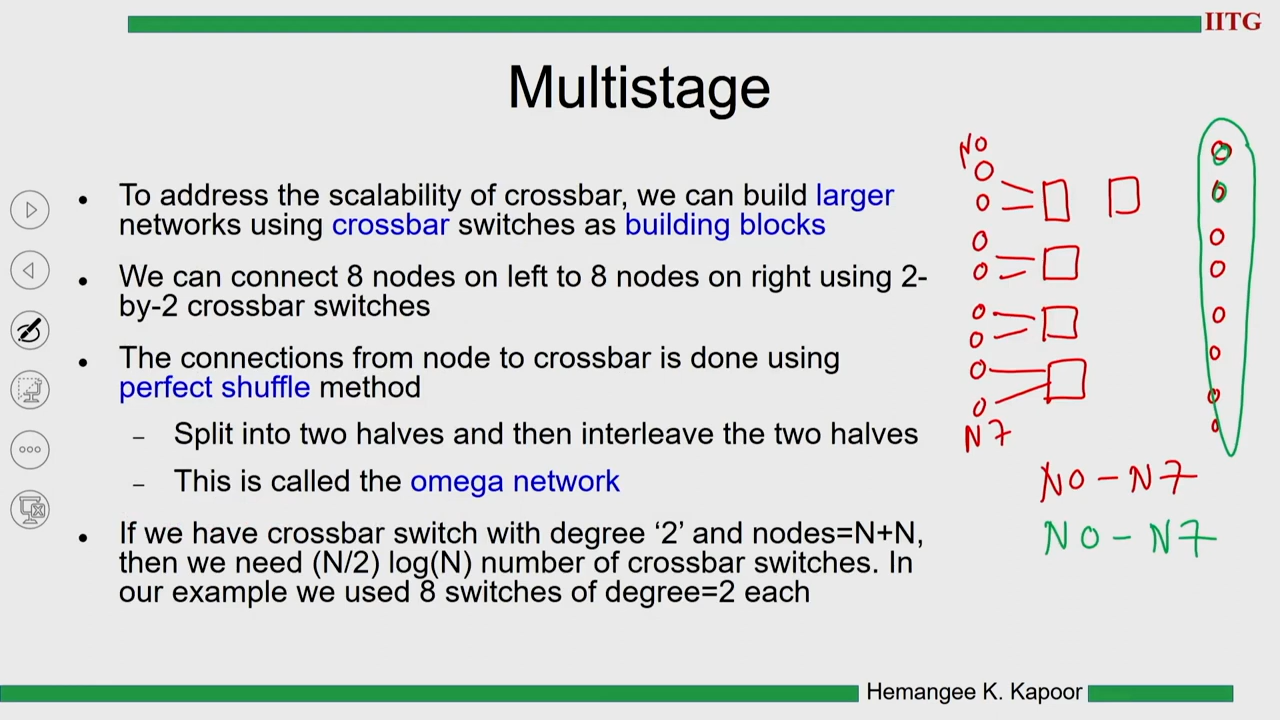 IITG
Multistage
• To address the scalability of crossbar, we can build larger
networks using crossbar switches as building blocks
• We can connect 8 nodes on left to 8 nodes on right using 2-
by-2 crossbar switches
• The connections from node to crossbar is done using
perfect shuffle method
– Split into two halves and then interleave the two halves
– This is called the omega network
• If we have crossbar switch with degree ‘2’ and nodes=N+N,
then we need (N/2) log(N) number of crossbar switches. In
our example we used 8 switches of degree=2 each
N0
N7
N0 – N7
N0 – N7
Hemangee K. Kapoor